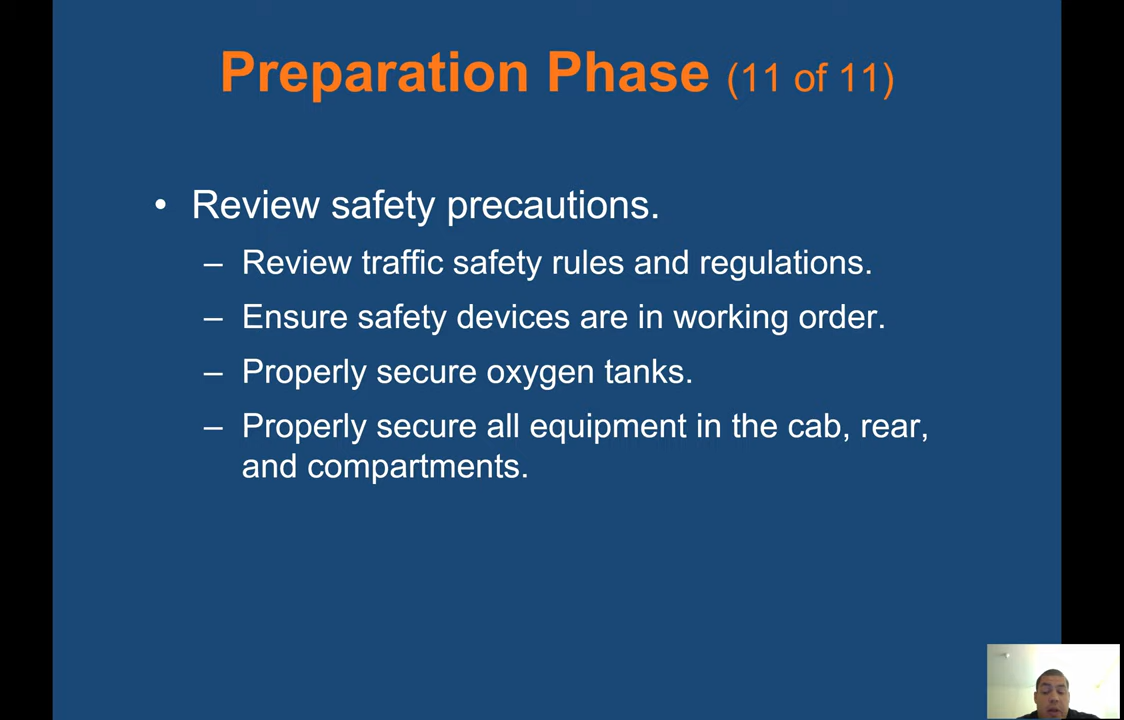 Preparation Phase (11 of 11)
• Review safety precautions.
– Review traffic safety rules and regulations.
– Ensure safety devices are in working order.
– Properly secure oxygen tanks.
– Properly secure all equipment in the cab, rear,
and compartments.